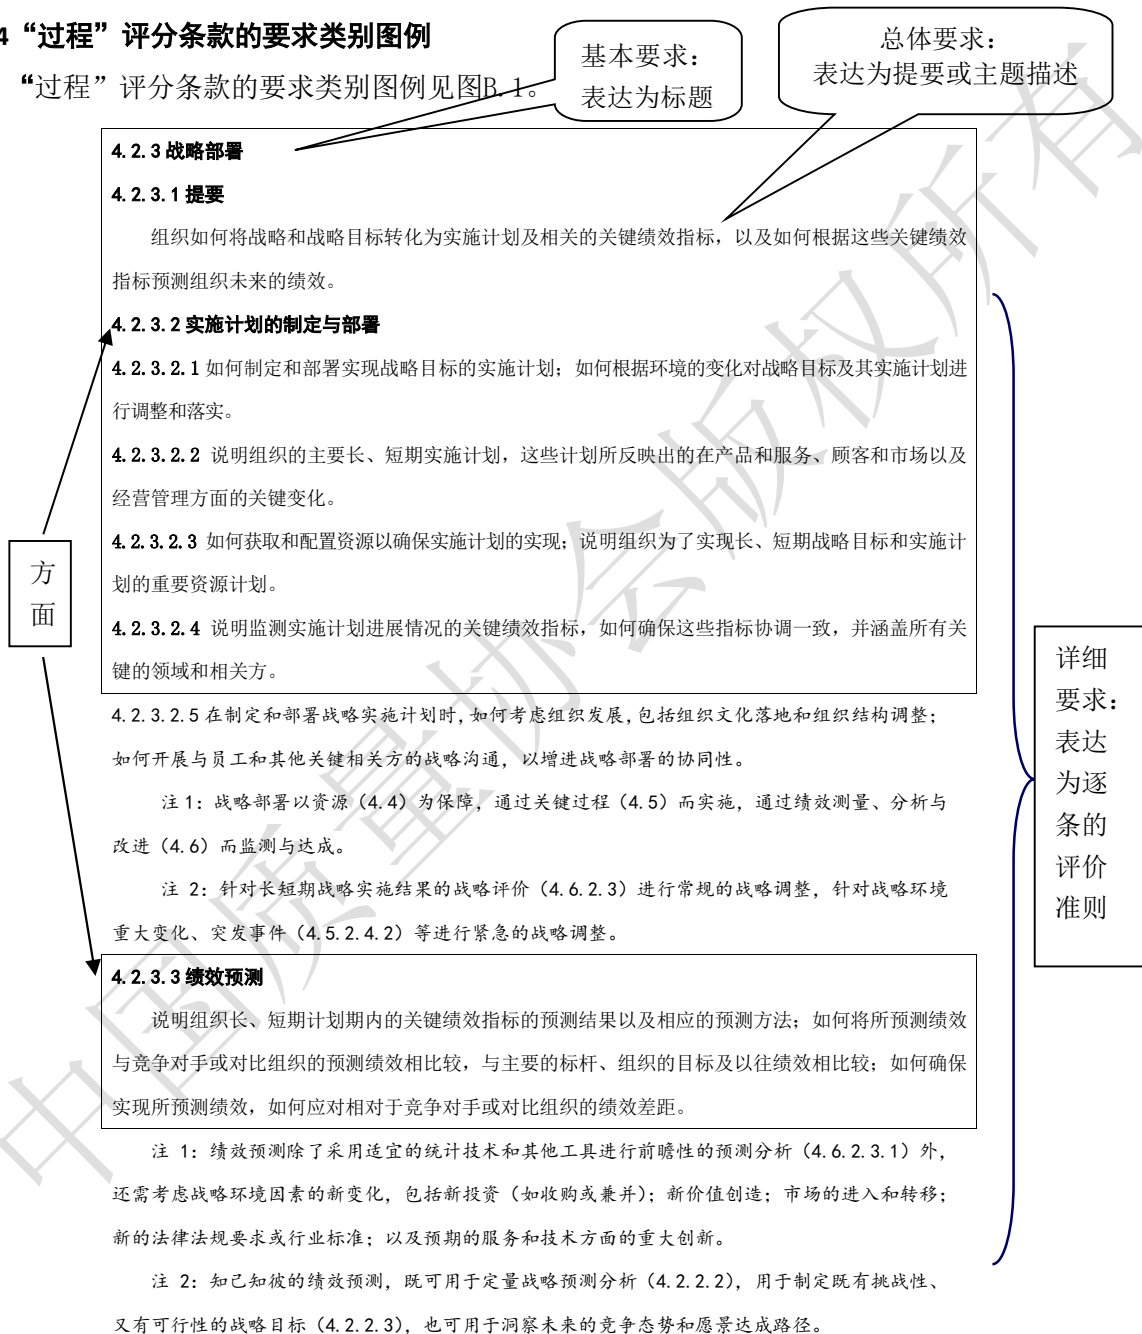 4“过程”评分条款的要求类别图例
“过程”评分条款的要求类别图例见图B.1。
基本要求：
表达为标题
总体要求：
表达为提要或主题描述
4.2.3 战略部署
4.2.3.1 提要
组织如何将战略和战略目标转化为实施计划及相关的关键绩效指标，以及如何根据这些关键绩效
指标预测组织未来的绩效。
4.2.3.2 实施计划的制定与部署
4.2.3.2.1 如何制定和部署实现战略目标的实施计划；如何根据环境的变化对战略目标及其实施计划进
行调整和落实。
4.2.3.2.2 说明组织的主要长、短期实施计划，这些计划所反映出的在产品和服务、顾客和市场以及
经营管理方面的关键变化。
4.2.3.2.3 如何获取和配置资源以确保实施计划的实现；说明组织为了实现长、短期战略目标和实施计
划的重要资源计划。
4.2.3.2.4 说明监测实施计划进展情况的关键绩效指标，如何确保这些指标协调一致，并涵盖所有关
键的领域和相关方。
方
面
4.2.3.2.5 在制定和部署战略实施计划时,如何考虑组织发展,包括组织文化落地和组织结构调整；
如何开展与员工和其他关键相关方的战略沟通，以增进战略部署的协同性。
注1：战略部署以资源（4.4）为保障，通过关键过程（4.5）而实施，通过绩效测量、分析与
改进（4.6）而监测与达成。
注 2：针对长短期战略实施结果的战略评价（4.6.2.3）进行常规的战略调整，针对战略环境
重大变化、突发事件（4.5.2.4.2）等进行紧急的战略调整。
详细
要求：
表达
为逐
条的
评价
准则
4.2.3.3 绩效预测
说明组织长、短期计划期内的关键绩效指标的预测结果以及相应的预测方法；如何将所预测绩效
与竞争对手或对比组织的预测绩效相比较，与主要的标杆、组织的目标及以往绩效相比较；如何确保
实现所预测绩效，如何应对相对于竞争对手或对比组织的绩效差距。
注 1：绩效预测除了采用适宜的统计技术和其他工具进行前瞻性的预测分析（4.6.2.3.1）外，
还需考虑战略环境因素的新变化，包括新投资（如收购或兼并）；新价值创造；市场的进入和转移；
新的法律法规要求或行业标准；以及预期的服务和技术方面的重大创新。
注 2：知己知彼的绩效预测，既可用于定量战略预测分析（4.2.2.2），用于制定既有挑战性、
又有可行性的战略目标（4.2.2.3），也可用于洞察未来的竞争态势和愿景达成路径。
中国质量协会版权所有